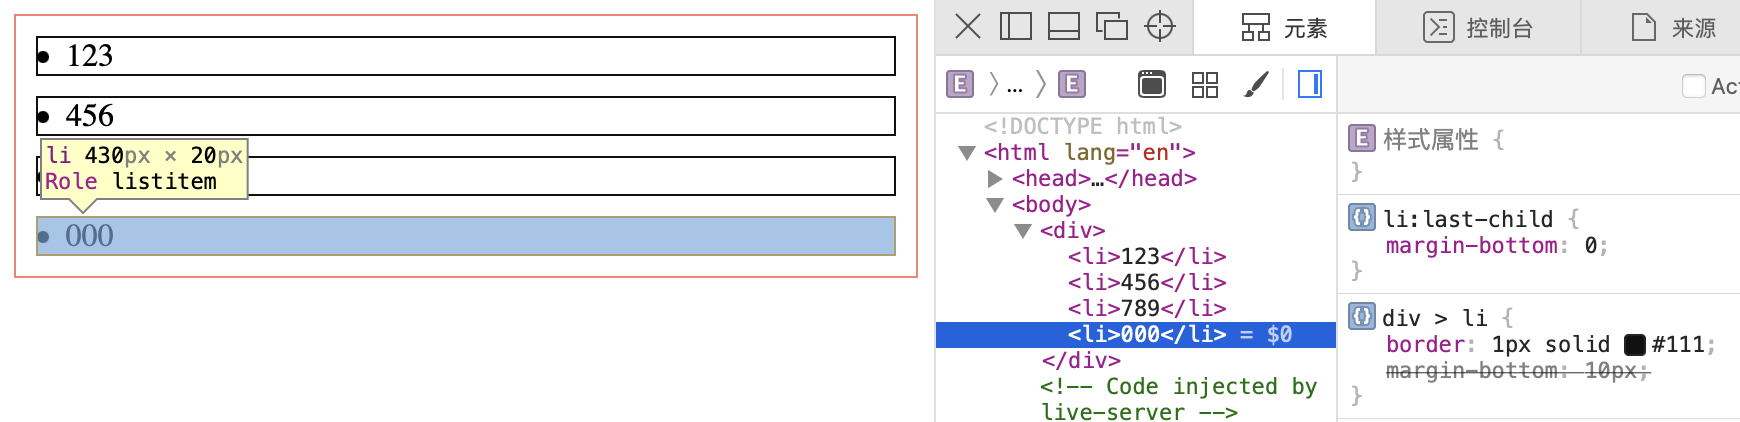 123
456
li 430px × 20px
Role listitem
000
元素
控制台
来源
E
...
E
Act
<!DOCTYPE html>
<html lang="en">
<head>…</head>
<body>
<div>
<li>123</li>
<li>456</li>
<li>789</li>
<li>000</li> = $0
</div>
<!-- Code injected by
live-server -->
E 样式属性 {
}
{} li:last-child {
margin-bottom: 0;
}
{} div > li {
border: 1px solid #111;
margin-bottom: 10px;
}